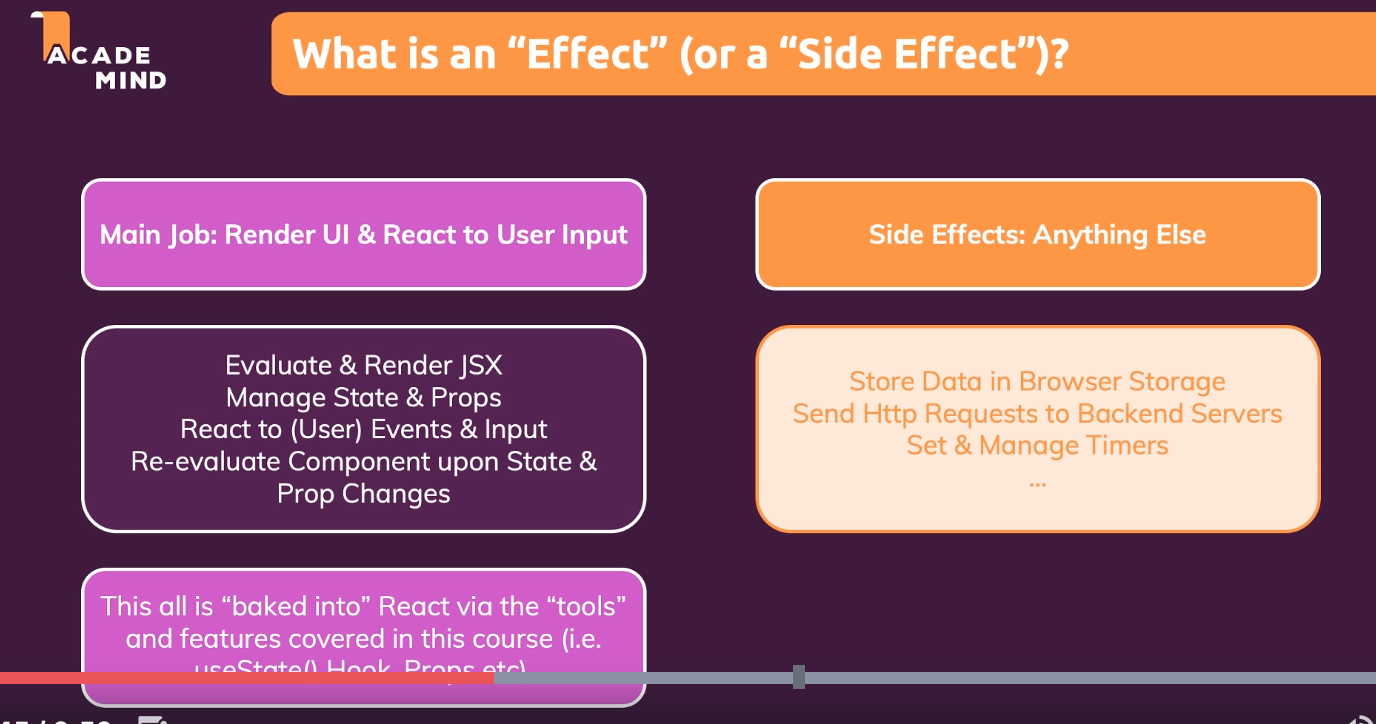 ACADE
MIND
What is an “Effect” (or a “Side Effect”)?
Main Job: Render UI & React to User Input
Side Effects: Anything Else
Evaluate & Render JSX
Manage State & Props
React to (User) Events & Input
Re-evaluate Component upon State &
Prop Changes
Store Data in Browser Storage
Send Http Requests to Backend Servers
Set & Manage Timers
...
This all is “baked into” React via the “tools”
and features covered in this course (i.e.
useState() Hook, Props etc)